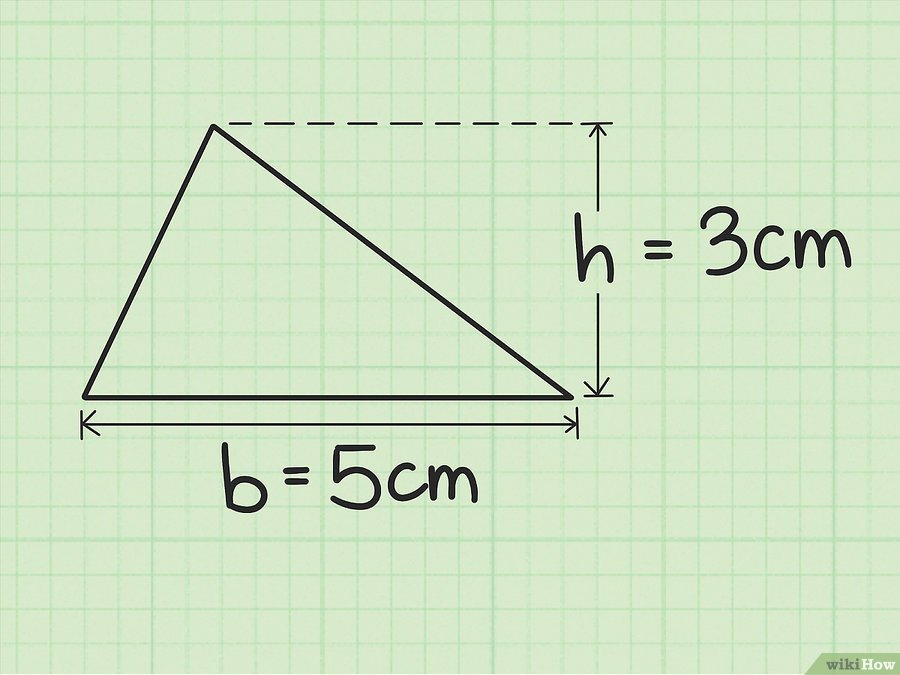 h = 3cm
b = 5cm
wikiHow